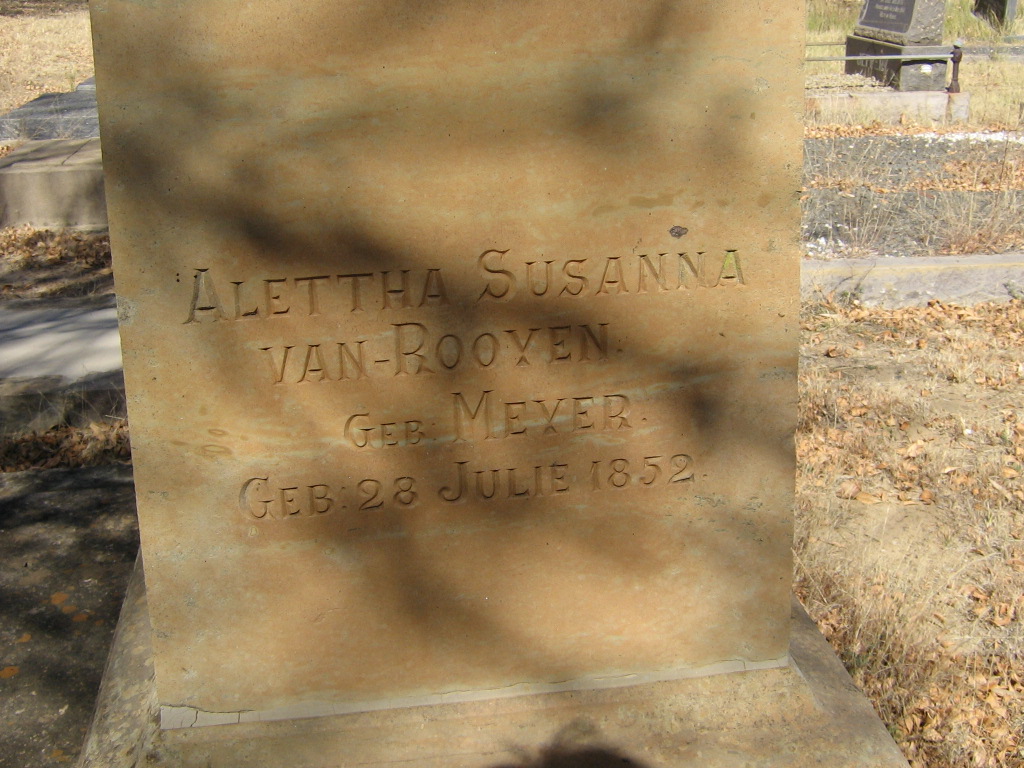 ALETTHA SUSANNA
VAN-ROOYEN.
GEB: MEYER.
GEB: 28 JULIE 1852.